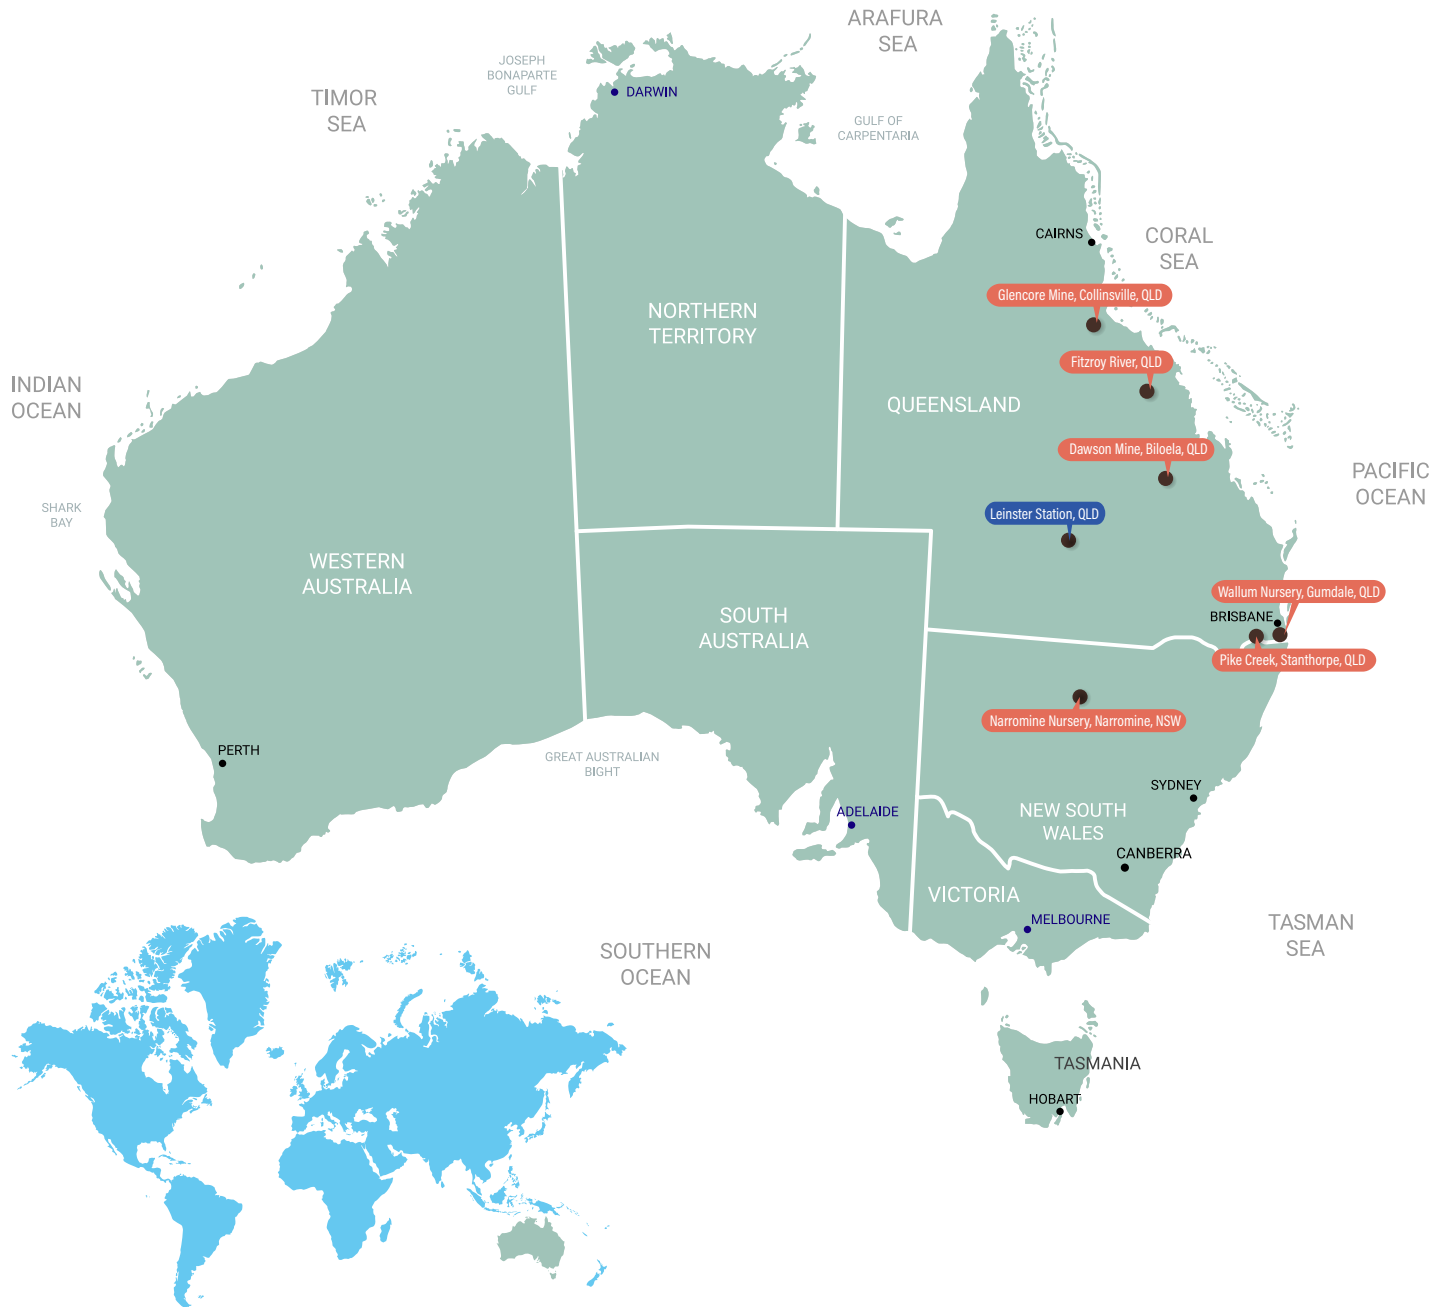 ARAFURA
SEA
JOSEPH
BONAPARTE
GULF
TIMOR
SEA
DARWIN
GULF OF
CARPENTARIA
CAIRNS
CORAL
SEA
Glencore Mine, Collinsville, QLD
NORTHERN
TERRITORY
Fitzroy River, QLD
INDIAN
OCEAN
QUEENSLAND
Dawson Mine, Biloela, QLD
PACIFIC
OCEAN
SHARK
BAY
Leinster Station, QLD
WESTERN
AUSTRALIA
Wallum Nursery, Gumdale, QLD
SOUTH
AUSTRALIA
BRISBANE
Pike Creek, Stanthorpe, QLD
Narromine Nursery, Narromine, NSW
PERTH
GREAT AUSTRALIAN
BIGHT
SYDNEY
ADELAIDE
NEW SOUTH
WALES
CANBERRA
VICTORIA
MELBOURNE
TASMAN
SEA
SOUTHERN
OCEAN
TASMANIA
HOBART